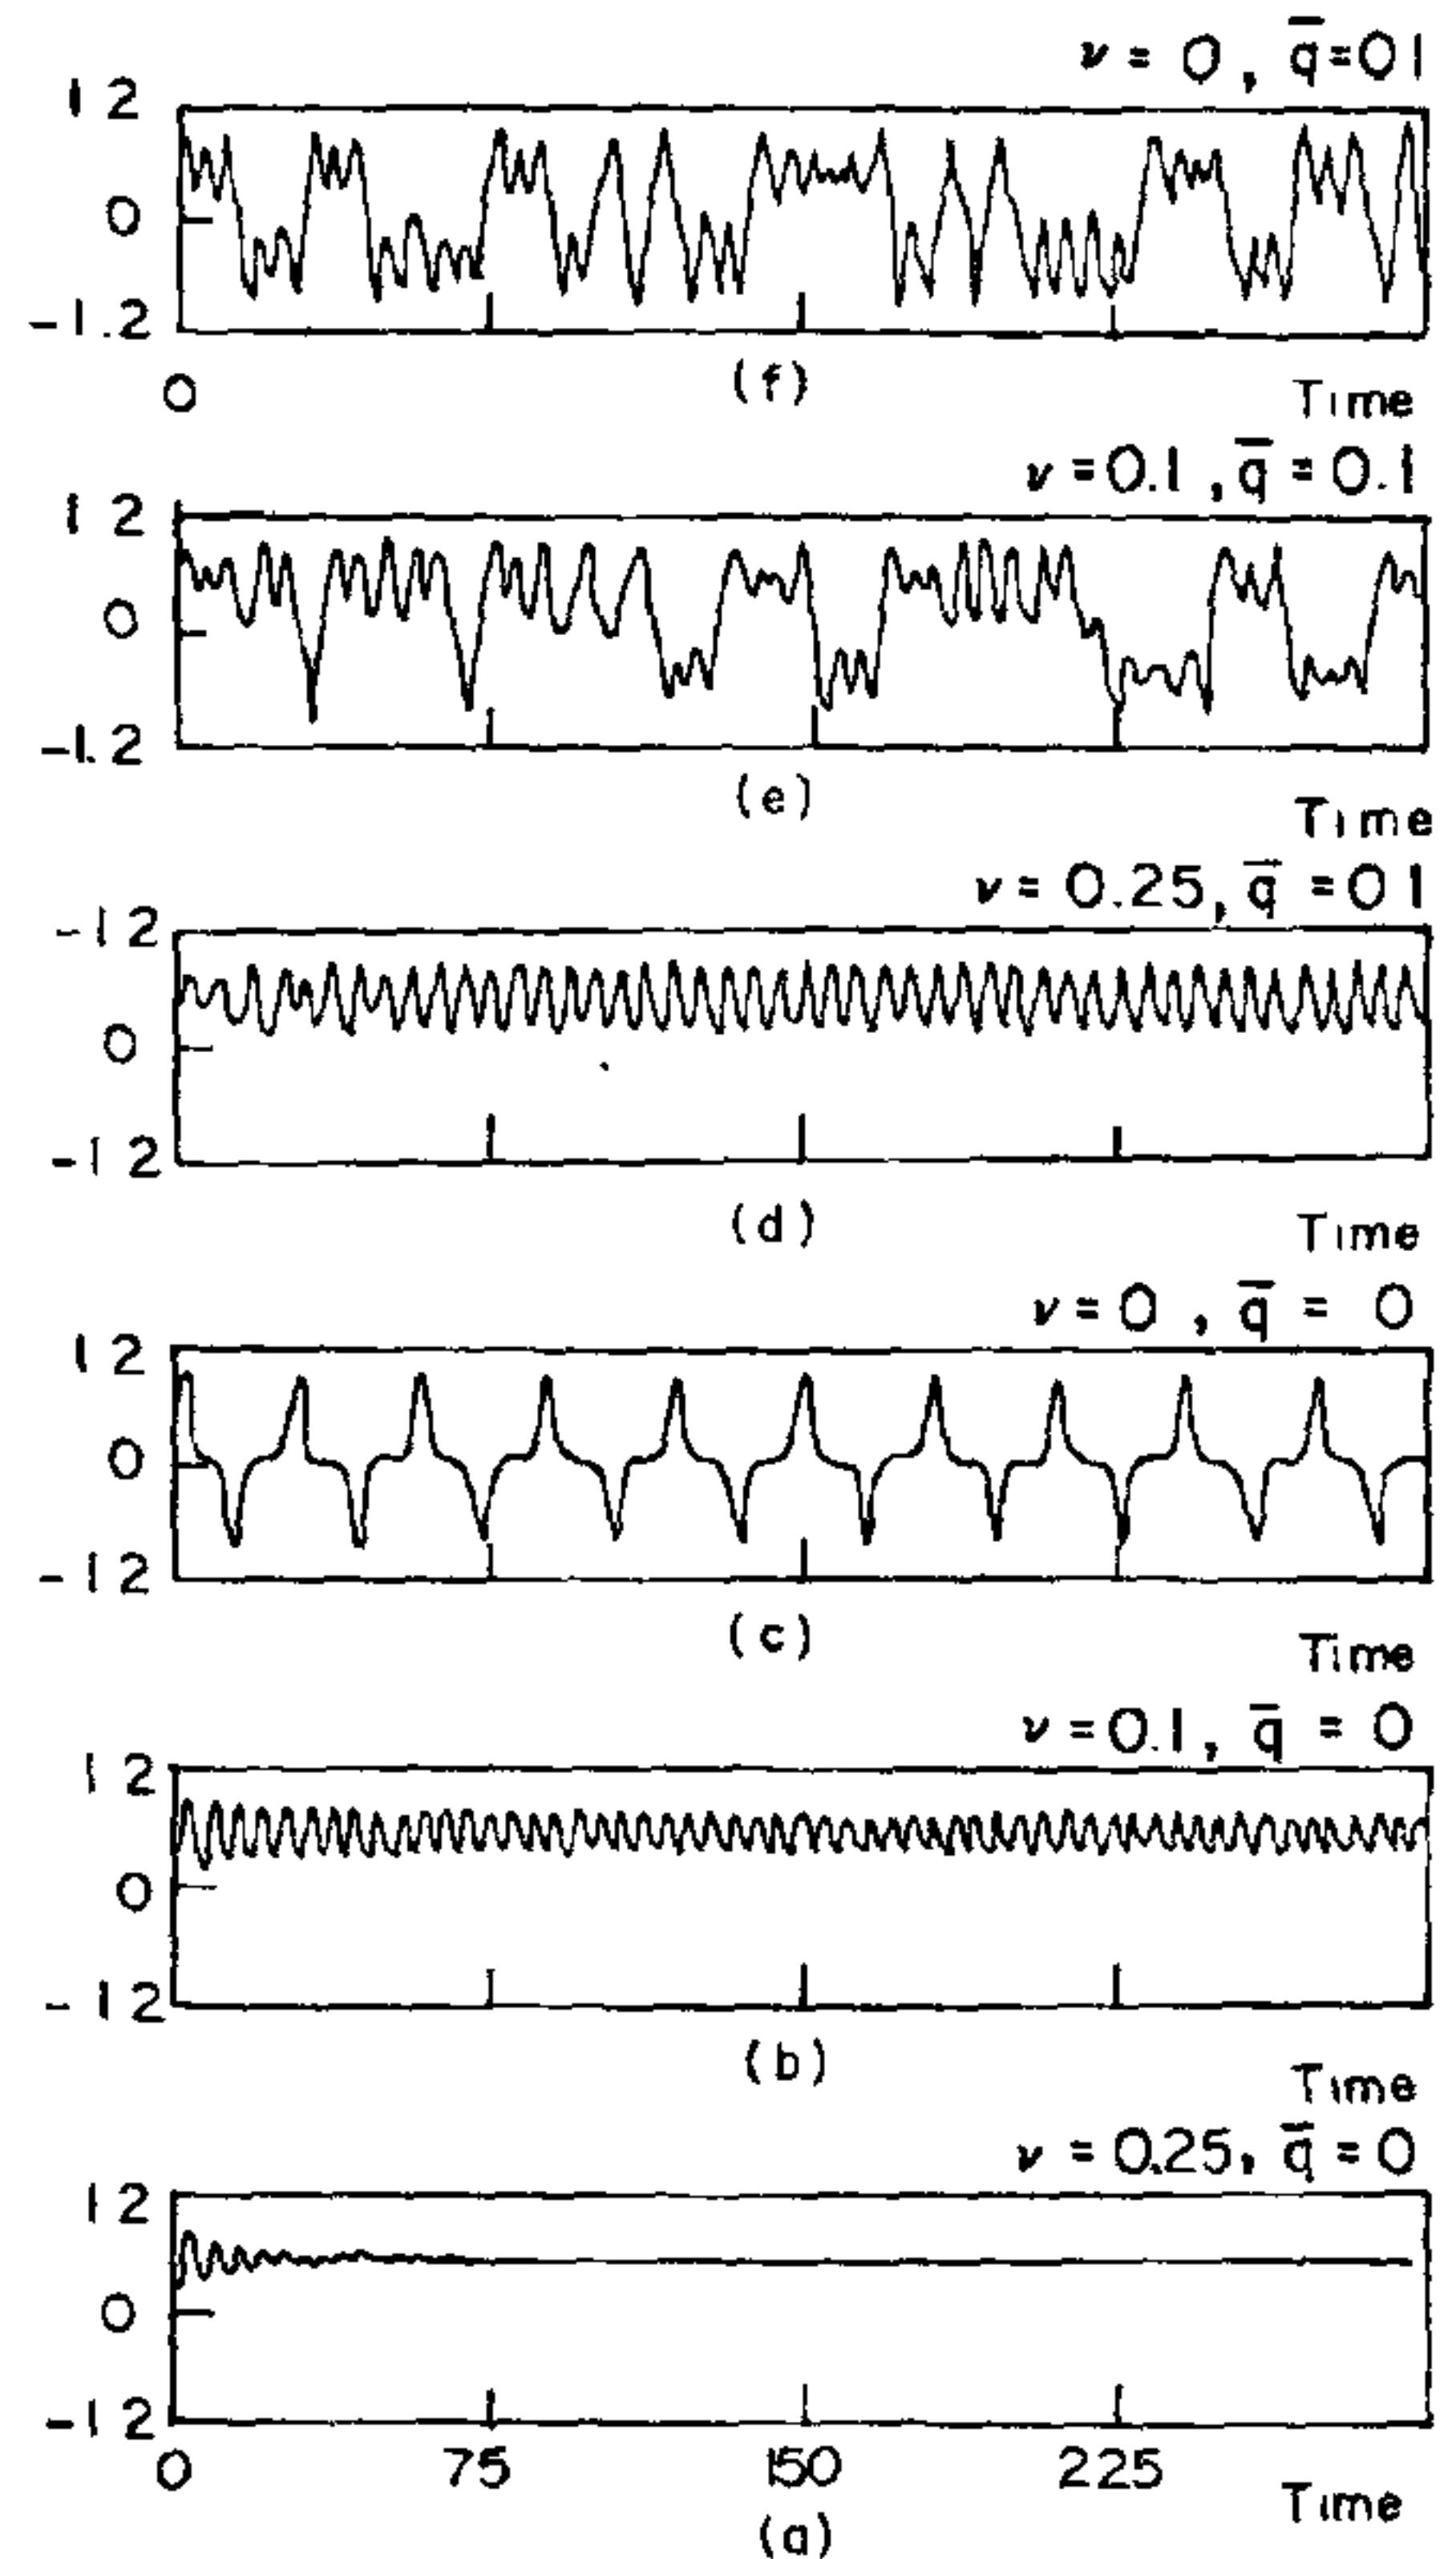 ν = 0 , q̅ = 0 1
1 2
0
-1.2
0
(f)
Time
ν = 0.1 , q̅ = 0.1
1 2
0
-1.2
(e)
Time
ν = 0.25, q̅ = 0 1
-1 2
0
-1 2
(d)
Time
ν = 0 , q̅ = 0
1 2
0
-1 2
(c)
Time
ν = 0.1, q̅ = 0
1 2
0
-1 2
(b)
Time
ν = 0.25, q̅ = 0
1 2
0
-1 2
0 75 150 225
Time
(a)